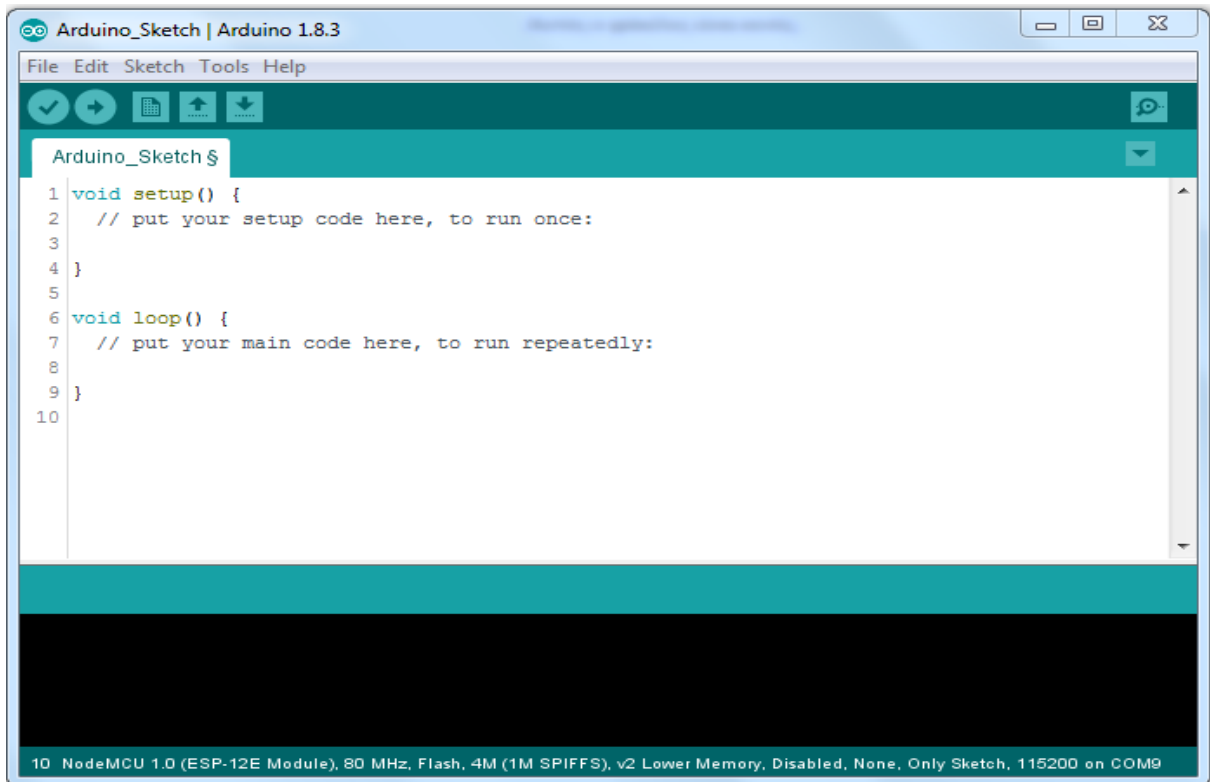 Arduino_Sketch | Arduino 1.8.3
File Edit Sketch Tools Help
Arduino_Sketch §
1 void setup() {
2 // put your setup code here, to run once:
3
4 }
5
6 void loop() {
7 // put your main code here, to run repeatedly:
8
9 }
10
10 NodeMCU 1.0 (ESP-12E Module), 80 MHz, Flash, 4M (1M SPIFFS), v2 Lower Memory, Disabled, None, Only Sketch, 115200 on COM9